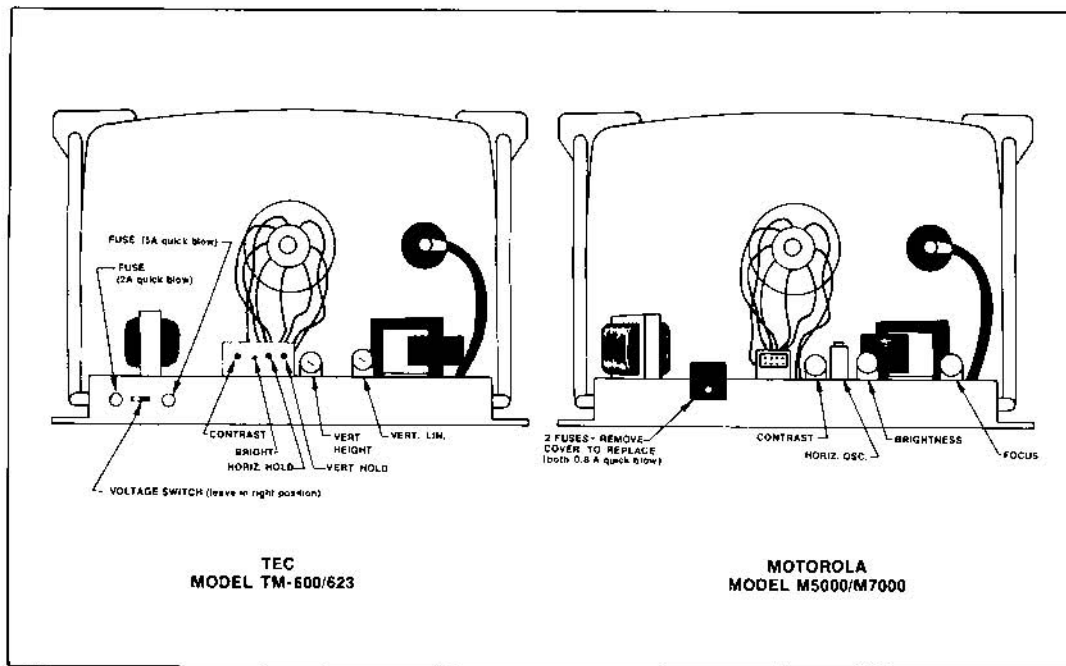 FUSE (5A quick blow)
FUSE
(2A quick blow)
CONTRAST
BRIGHT
HORIZ. HOLD
VERT
HEIGHT
VERT HOLD
VERT. LIN.
VOLTAGE SWITCH (leave in right position)
TEC
MODEL TM-600/623
2 FUSES - REMOVE
COVER TO REPLACE
(both 0.8 A quick blow)
CONTRAST
HORIZ. OSC.
BRIGHTNESS
FOCUS
MOTOROLA
MODEL M5000/M7000